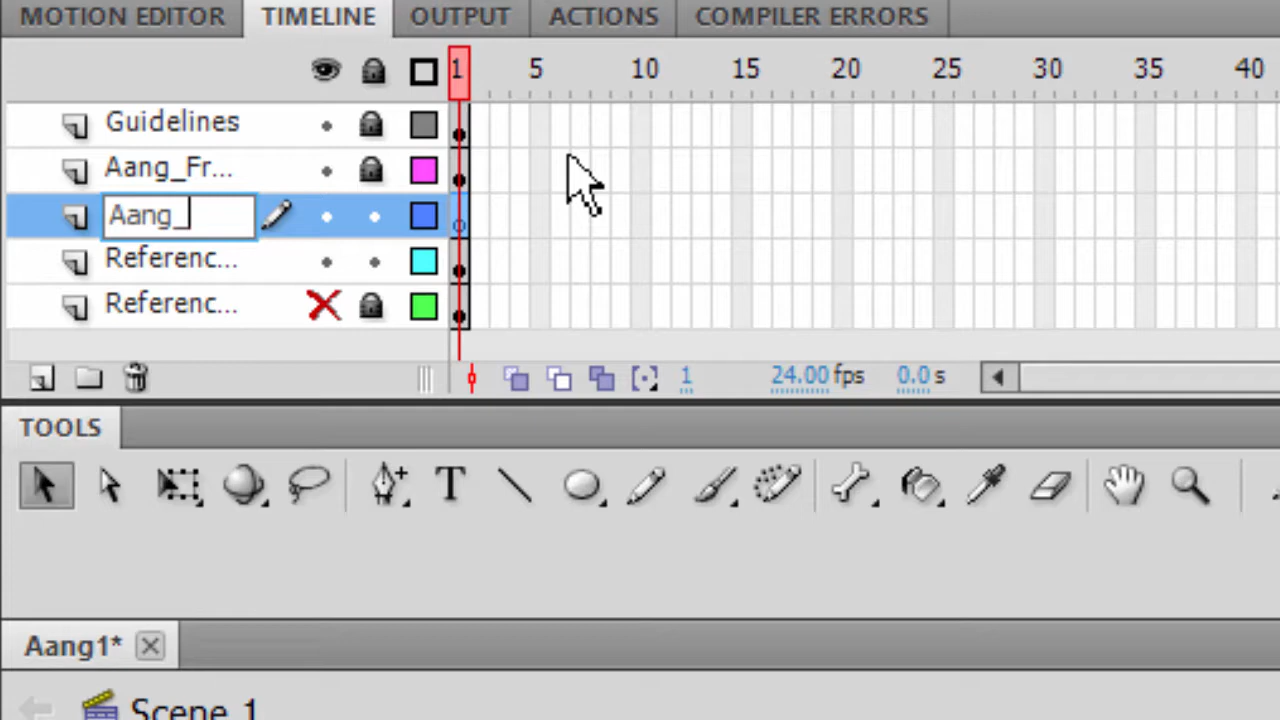 MOTION EDITOR TIMELINE OUTPUT ACTIONS COMPILER ERRORS
1 5 10 15 20 25 30 35 40
Guidelines
Aang_Fr...
Aang_
Referenc...
Referenc...
1 24.00 fps 0.0 s
TOOLS
T
Aang1*
Scene 1